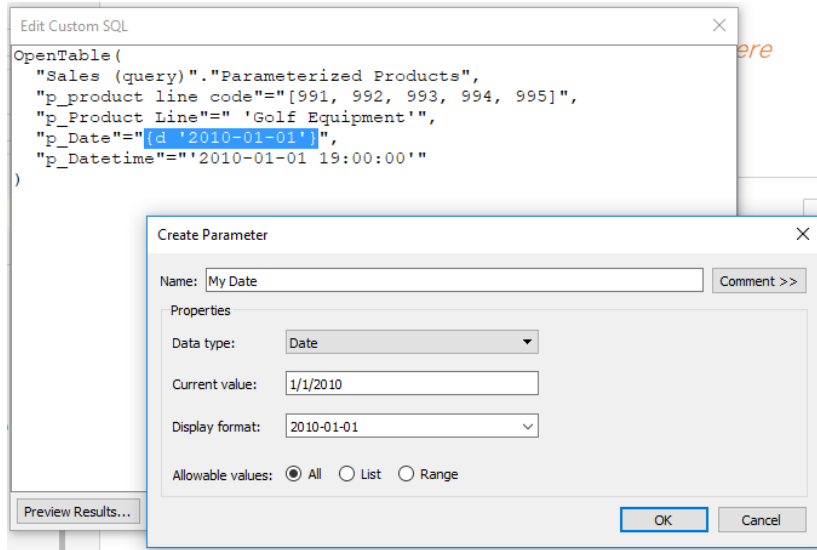 Edit Custom SQL
ere
OpenTable(
"Sales (query)"."Parameterized Products",
"p_product line code"="[991, 992, 993, 994, 995]",
"p_Product Line"=" 'Golf Equipment'",
"p_Date"="{d '2010-01-01'}",
"p_Datetime"="'2010-01-01 19:00:00'"
)
Create Parameter
Name: My Date Comment >>
Properties
Data type: Date
Current value: 1/1/2010
Display format: 2010-01-01
Allowable values: All List Range
Preview Results... OK Cancel